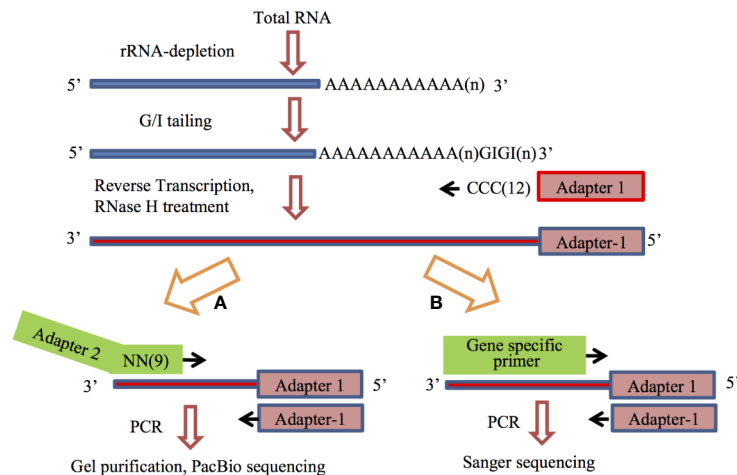 Total RNA
rRNA-depletion
5’ AAAAAAAAAAA(n) 3’
G/I tailing
5’ AAAAAAAAAAA(n)GIGI(n)3’
Reverse Transcription,
RNase H treatment
CCC(12) Adapter 1
3’ Adapter-1 5’
A B
Adapter 2 NN(9)
3’ Adapter 1 5’
PCR Adapter-1
Gel purification, PacBio sequencing
Gene specific
primer
3’ Adapter 1 5’
PCR Adapter-1
Sanger sequencing